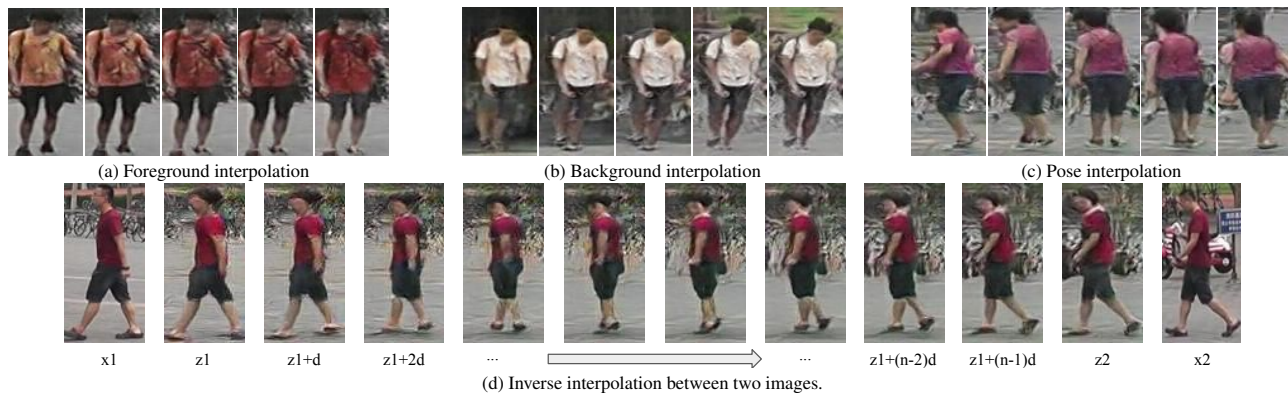 (a) Foreground interpolation
(b) Background interpolation
(c) Pose interpolation
x1
z1
z1+d
z1+2d
...
...
z1+(n-2)d
z1+(n-1)d
z2
x2
(d) Inverse interpolation between two images.